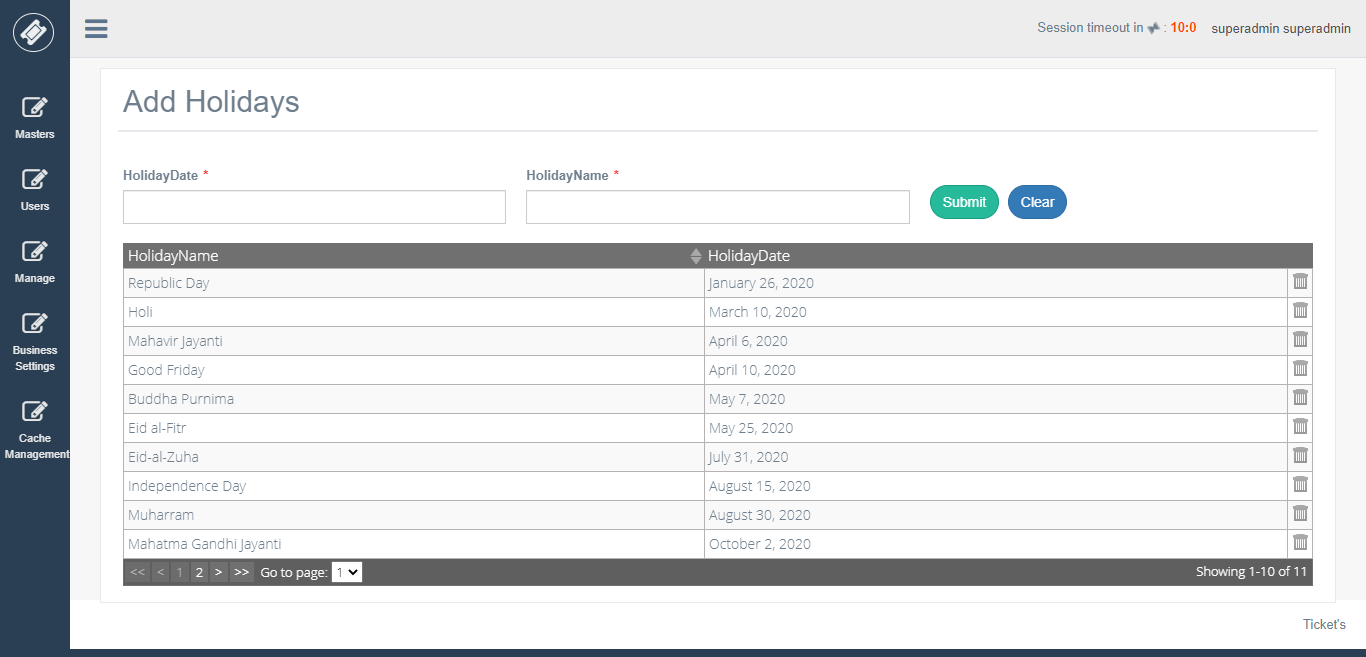 Session timeout in : 10:0 superadmin superadmin
Masters
Users
Manage
Business
Settings
Cache
Management
Add Holidays
HolidayDate * HolidayName *
Submit Clear
HolidayName HolidayDate
Republic Day January 26, 2020
Holi March 10, 2020
Mahavir Jayanti April 6, 2020
Good Friday April 10, 2020
Buddha Purnima May 7, 2020
Eid al-Fitr May 25, 2020
Eid-al-Zuha July 31, 2020
Independence Day August 15, 2020
Muharram August 30, 2020
Mahatma Gandhi Jayanti October 2, 2020
<< < 1 2 > >> Go to page: 1 Showing 1-10 of 11
Ticket's